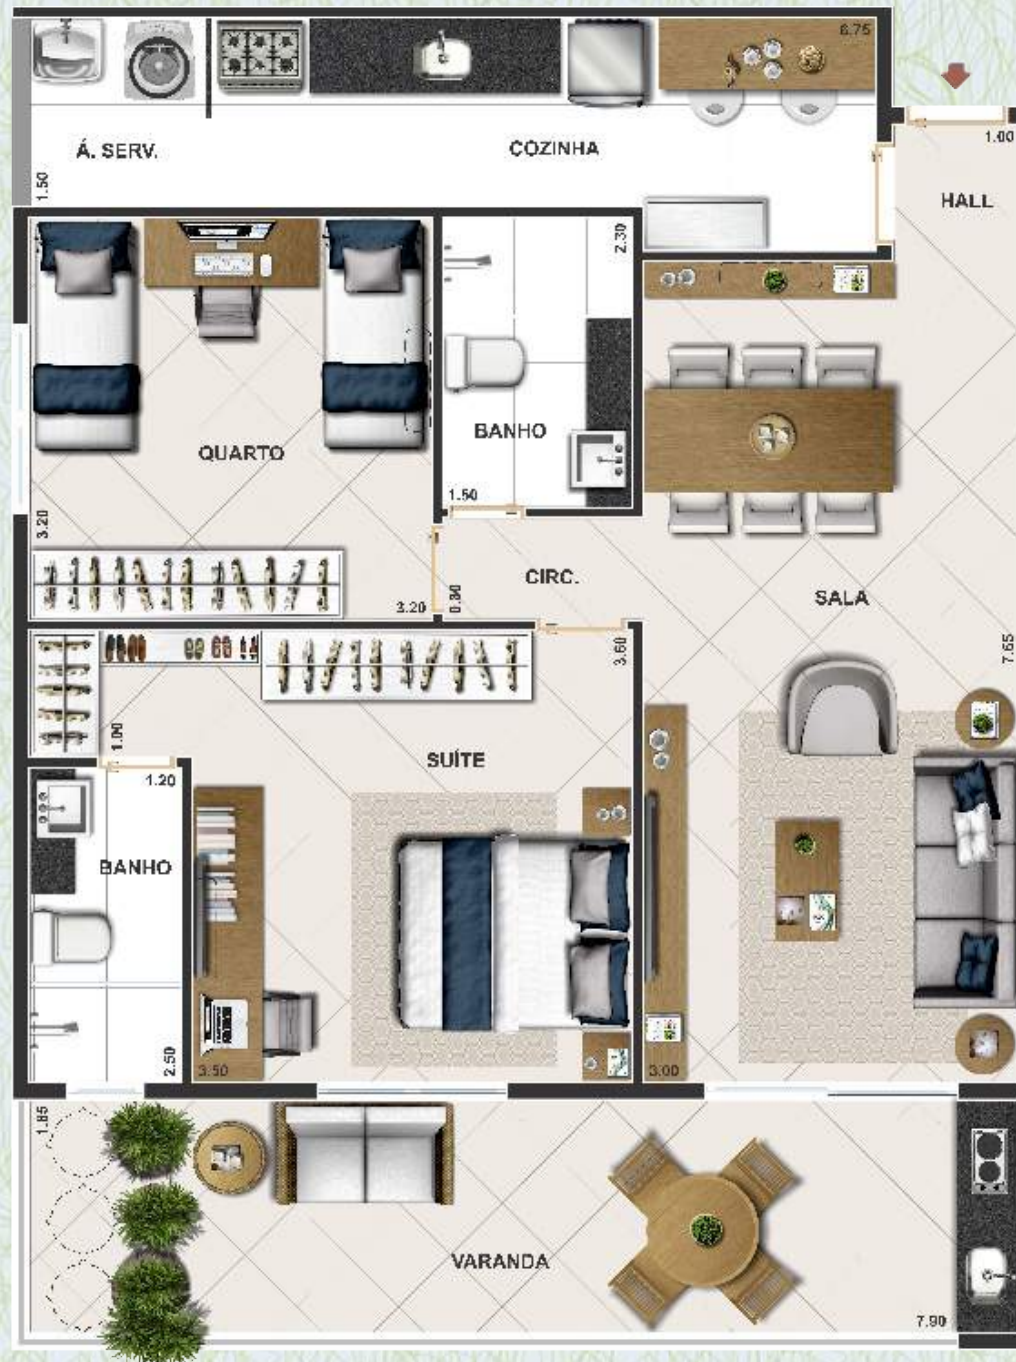 6.75
1.00
Á. SERV.
COZINHA
1.50
HALL
2.30
BANHO
QUARTO
1.50
3.20
CIRC.
3.20
0.80
SALA
3.60
7.65
1.00
SUÍTE
1.20
BANHO
2.50
3.50
3.00
1.85
VARANDA
7.90